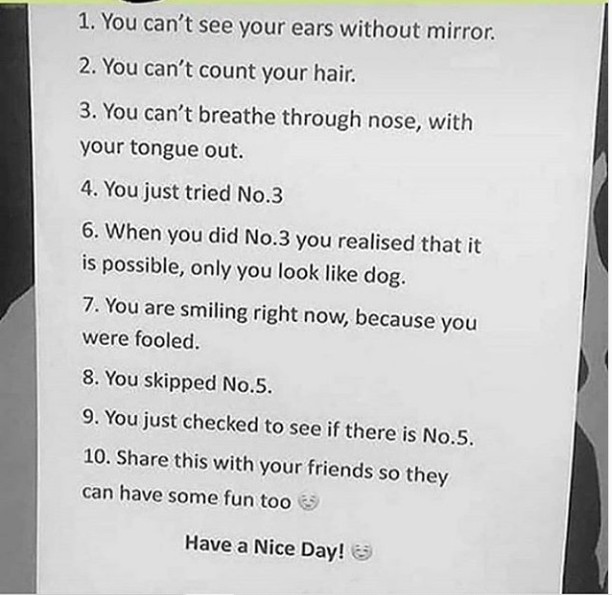 1. You can't see your ears without mirror.
2. You can't count your hair.
3. You can't breathe through nose, with
your tongue out.
4. You just tried No.3
6. When you did No.3 you realised that it
is possible, only you look like dog.
7. You are smiling right now, because you
were fooled.
8. You skipped No.5.
9. You just checked to see if there is No.5.
10. Share this with your friends so they
can have some fun too 😊
Have a Nice Day! 😊